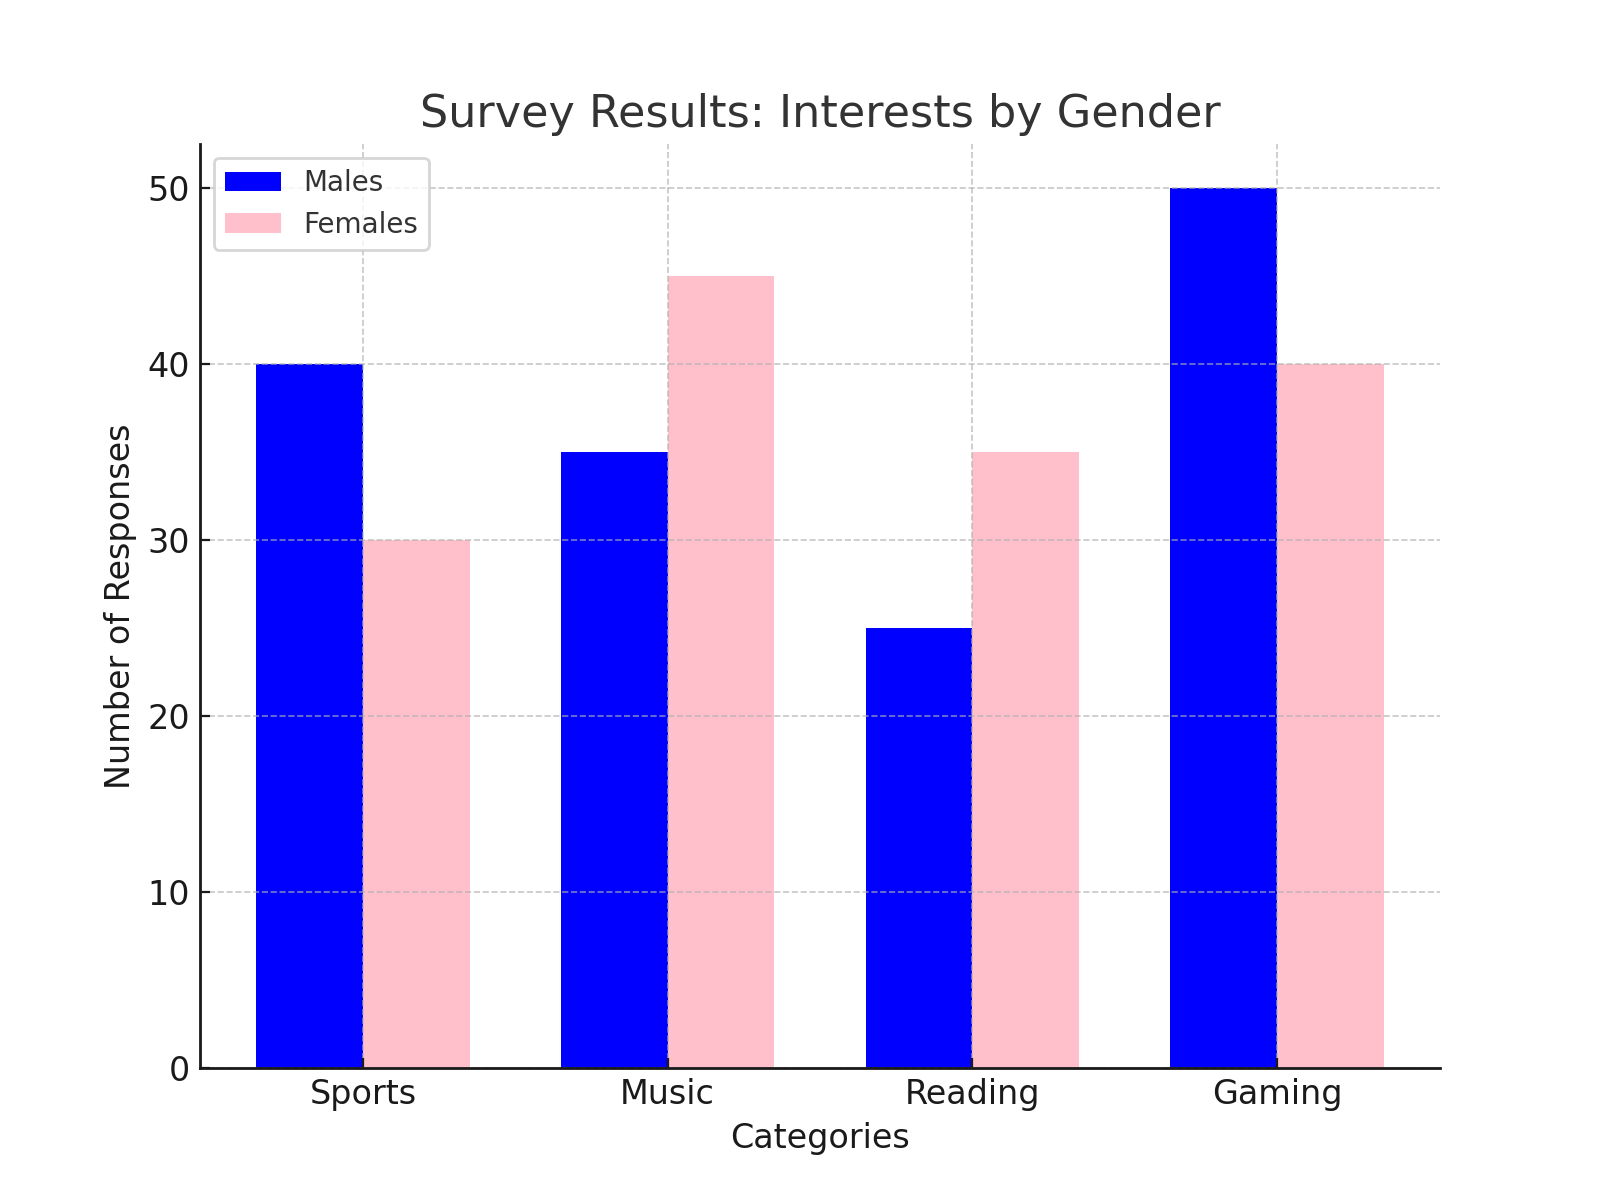 Survey Results: Interests by Gender
Males
Females
50
40
30
20
10
0
Number of Responses
Sports Music Reading Gaming
Categories